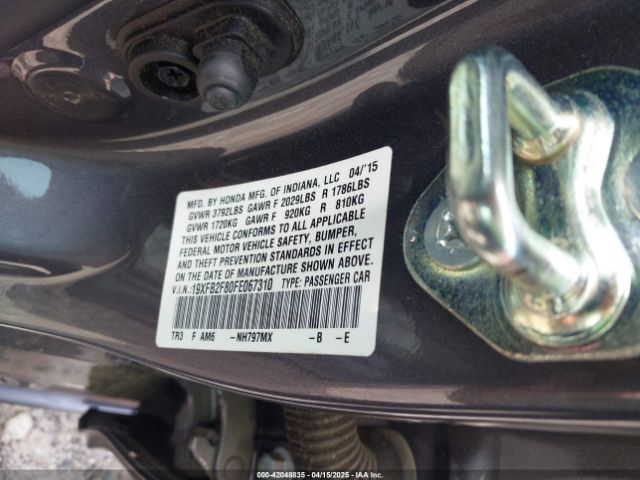 MFD. BY HONDA MFG. OF INDIANA, LLC 04/'15
GVWR 3792LBS GAWR F 2029LBS R 1786LBS
GVWR 1720KG GAWR F 920KG R 810KG
THIS VEHICLE CONFORMS TO ALL APPLICABLE
FEDERAL MOTOR VEHICLE SAFETY, BUMPER,
AND THEFT PREVENTION STANDARDS IN EFFECT
ON THE DATE OF MANUFACTURE SHOWN ABOVE.
V.I.N.: 19XFB2F80FE067310 TYPE: PASSENGER CAR
TR3 F AM6 -NH797MX -B -E
000-42048835 - 04/15/2025 - IAA Inc.